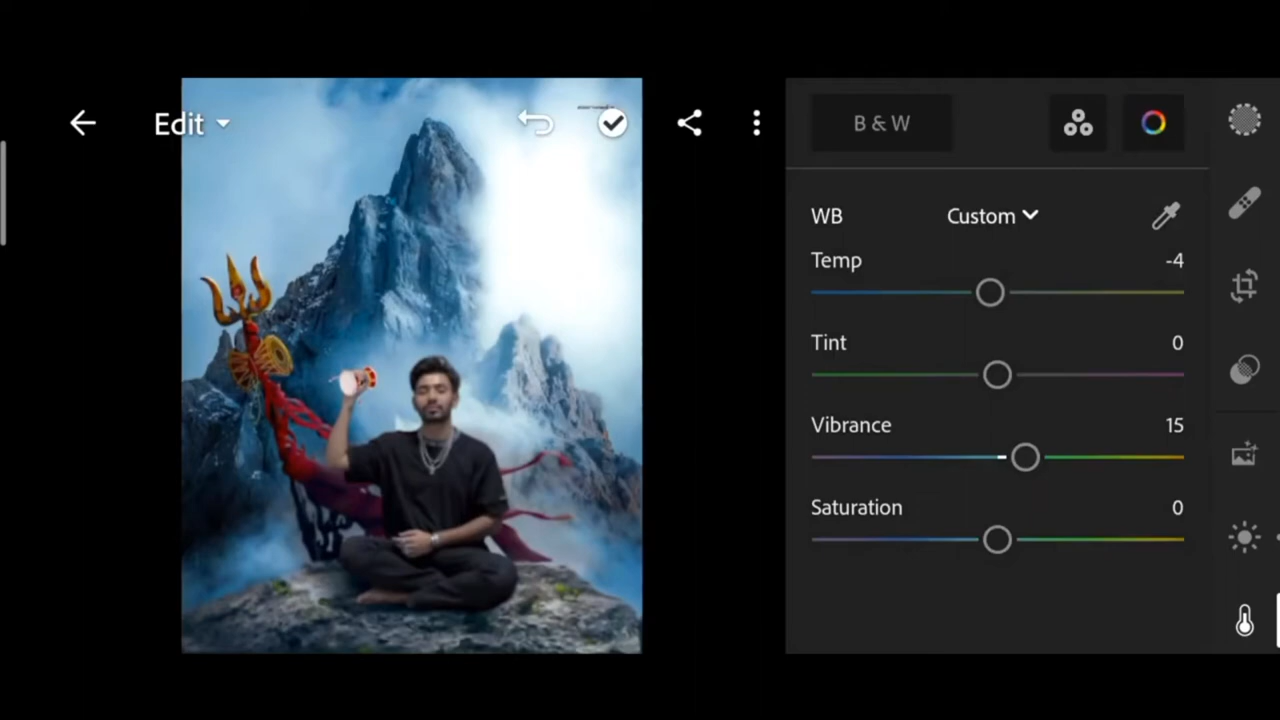 Edit
B & W
WB Custom
Temp -4
Tint 0
Vibrance 15
Saturation 0